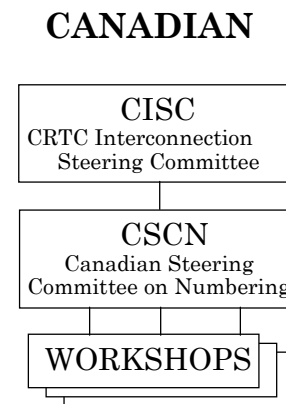 CANADIAN
CISC
CRTC Interconnection
Steering Committee
CSCN
Canadian Steering
Committee on Numbering
WORKSHOPS